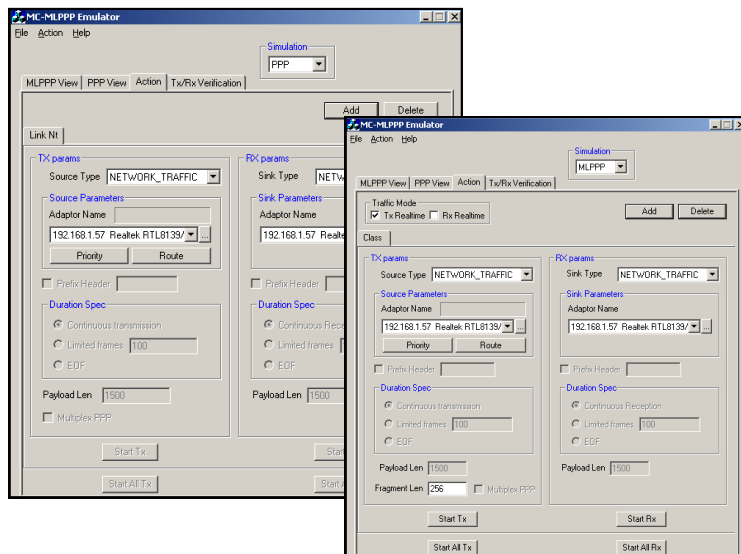 MC-MLPPP Emulator
File Action Help
Simulation
PPP
MLPPP View PPP View Action Tx/Rx Verification
Add Delete
Link Nt
TX params
Source Type NETWORK_TRAFFIC
Source Parameters
Adaptor Name
192.168.1.57 Realtek RTL8139/ ...
Priority Route
Prefix Header
Duration Spec
Continuous transmission
Limited frames 100
EOF
Payload Len 1500
Multiplex PPP
Start Tx
Start All Tx
RX params
Sink Type
Sink Parameters
Adaptor Name
Prefix Header
Duration Spec
Limited frames
EOF
Payload Len 1500
MC-MLPPP Emulator
File Action Help
Simulation
MLPPP
MLPPP View PPP View Action Tx/Rx Verification
Traffic Mode
Tx Realtime Rx Realtime
Add Delete
Class
TX params
Source Type NETWORK_TRAFFIC
Source Parameters
Adaptor Name
192.168.1.57 Realtek RTL8139/ ...
Priority Route
Prefix Header
Duration Spec
Continuous transmission
Limited frames 100
EOF
Payload Len 1500
Fragment Len 256 Multiplex PPP
Start Tx
Start All Tx
RX params
Sink Type NETWORK_TRAFFIC
Sink Parameters
Adaptor Name
192.168.1.57 Realtek RTL8139/ ...
Prefix Header
Duration Spec
Continuous Reception
Limited frames 100
EOF
Payload Len 1500
Start Rx
Start All Rx